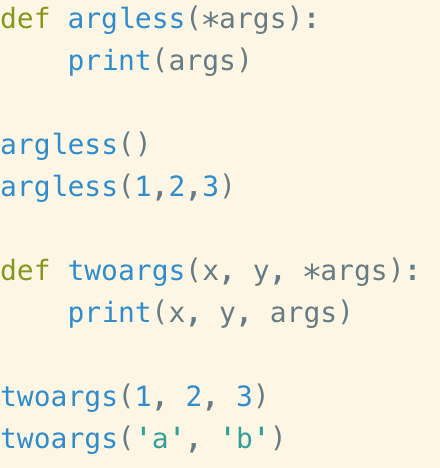 def argless(*args):
    print(args)

argless()
argless(1,2,3)

def twoargs(x, y, *args):
    print(x, y, args)

twoargs(1, 2, 3)
twoargs('a', 'b')